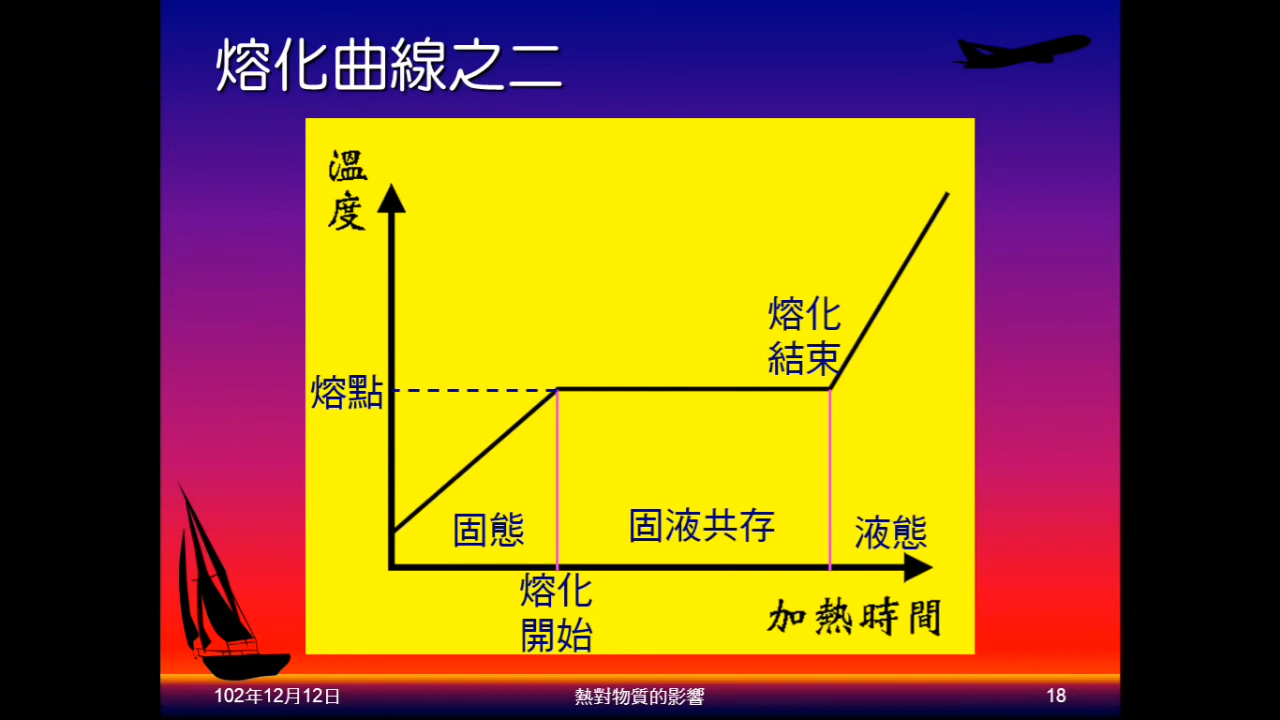 熔化曲線之二
溫
度
熔化
結束
熔點
固態
固液共存
液態
熔化
開始
加熱時間
102年12月12日
熱對物質的影響
18